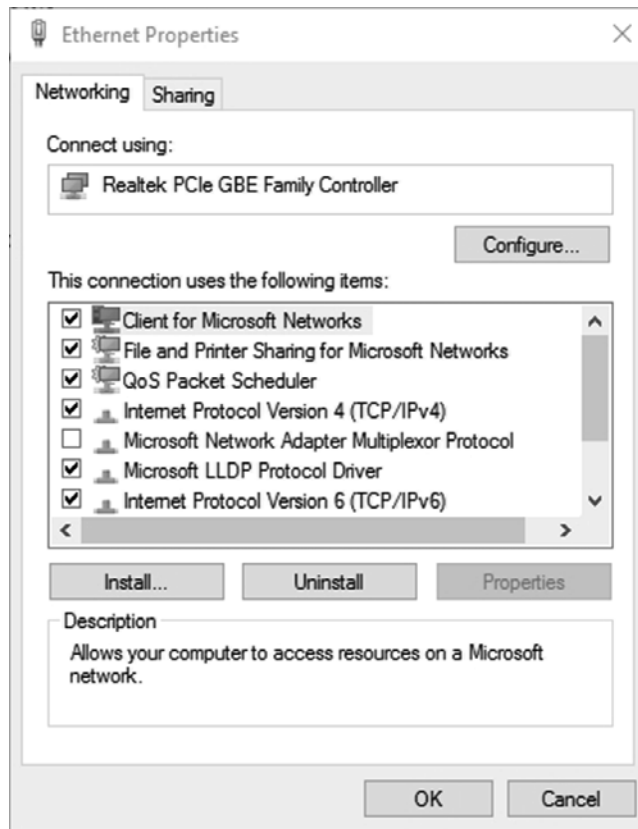 Ethernet Properties
Networking
Sharing
Connect using:
Realtek PCIe GBE Family Controller
Configure...
This connection uses the following items:
Client for Microsoft Networks
File and Printer Sharing for Microsoft Networks
QoS Packet Scheduler
Internet Protocol Version 4 (TCP/IPv4)
Microsoft Network Adapter Multiplexor Protocol
Microsoft LLDP Protocol Driver
Internet Protocol Version 6 (TCP/IPv6)
Install...
Uninstall
Properties
Description
Allows your computer to access resources on a Microsoft
network.
OK
Cancel